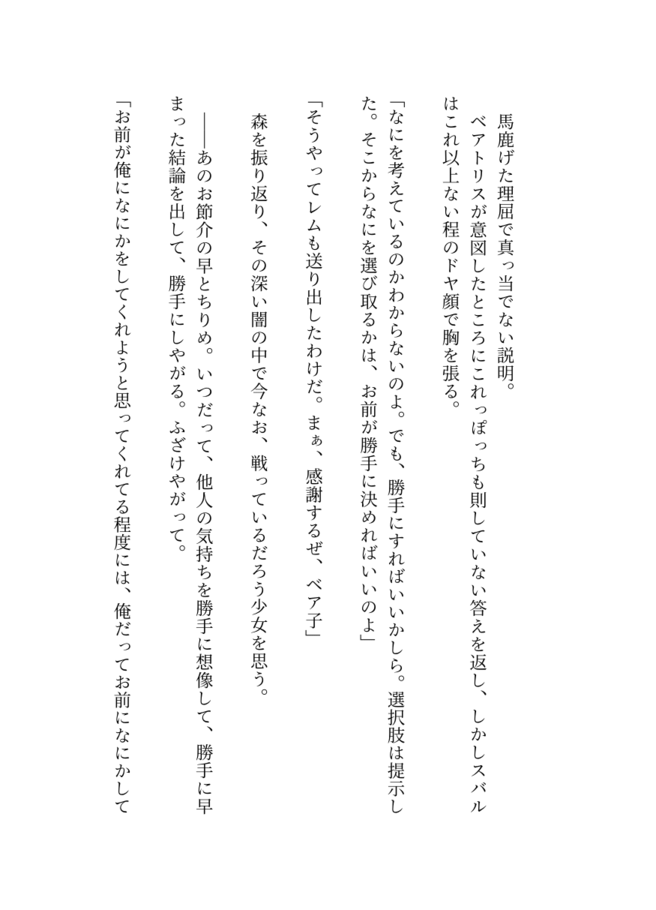 馬鹿げた理屈で真っ当でない説明。
ベアトリスが意図したところにこれっぽっちも則していない答えを返し、しかしスバル
はこれ以上ない程のドヤ顔で胸を張る。
「なにを考えているのかわからないのよ。でも、勝手にすればいいかしら。選択肢は提示し
た。そこからなにを選び取るかは、お前が勝手に決めればいいのよ」
「そうやってレムも送り出したわけだ。まぁ、感謝するぜ、ベア子」
森を振り返り、その深い闇の中で今なお、戦っているだろう少女を思う。
――あのお節介の早とちりめ。いつだって、他人の気持ちを勝手に想像して、勝手に早
まった結論を出して、勝手にしやがる。ふざけやがって。
「お前が俺になにかをしてくれようと思ってくれてる程度には、俺だってお前になにかして